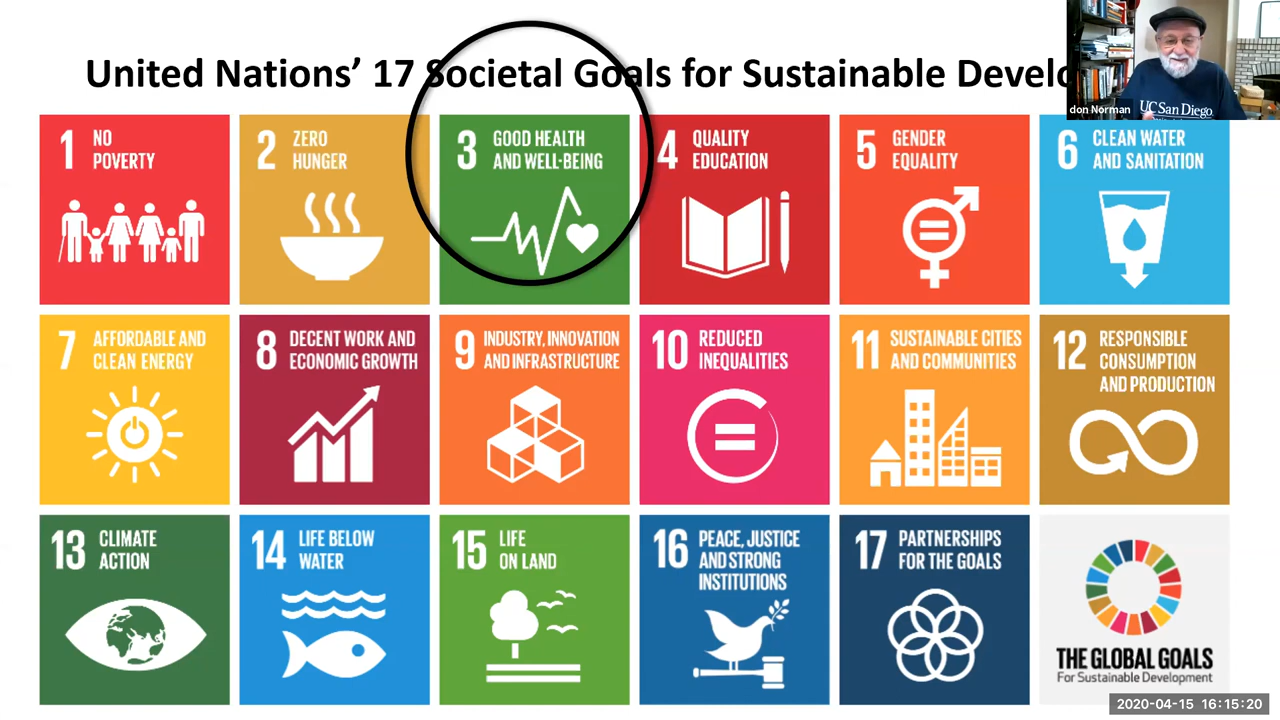 United Nations’ 17 Societal Goals for Sustainable Develo
don Norman
UC San Diego
1 NO
POVERTY
2 ZERO
HUNGER
3 GOOD HEALTH
AND WELL-BEING
4 QUALITY
EDUCATION
5 GENDER
EQUALITY
6 CLEAN WATER
AND SANITATION
7 AFFORDABLE AND
CLEAN ENERGY
8 DECENT WORK AND
ECONOMIC GROWTH
9 INDUSTRY, INNOVATION
AND INFRASTRUCTURE
10 REDUCED
INEQUALITIES
11 SUSTAINABLE CITIES
AND COMMUNITIES
12 RESPONSIBLE
CONSUMPTION
AND PRODUCTION
13 CLIMATE
ACTION
14 LIFE BELOW
WATER
15 LIFE
ON LAND
16 PEACE, JUSTICE
AND STRONG
INSTITUTIONS
17 PARTNERSHIPS
FOR THE GOALS
THE GLOBAL GOALS
For Sustainable Development
2020-04-15 16:15:20